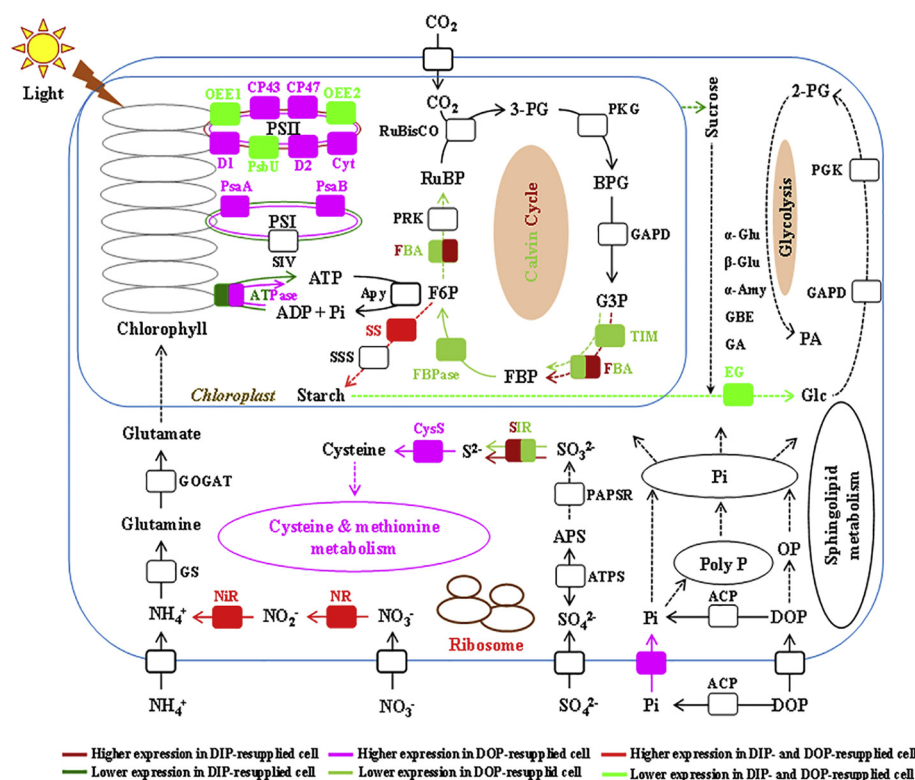 CO₂
Light
OEE1 CP43 CP47 OEE2
PSII
D1 PsbU D2 Cyt
PsaA PsaB
PSI
SIV
ATP
ATPase
ADP + Pi
Apy
Chlorophyll
CO₂
RuBisCO
3-PG
PKG
RuBP
BPG
PRK
FBA
Calvin Cycle
GAPD
F6P
G3P
SS
TIM
SSS
FBPase
FBP
FBA
Chloroplast
Starch
Sucrose
2-PG
PGK
Glycolysis
α-Glu
β-Glu
α-Amy
GBE
GA
GAPD
PA
EG
Glc
Glutamate
GOGAT
Glutamine
GS
NH₄⁺
NiR
NO₂⁻
NR
NO₃⁻
Cysteine
CysS
S²⁻
SIR
SO₃²⁻
PAPSR
Cysteine & methionine
metabolism
APS
ATPS
SO₄²⁻
Ribosome
Pi
Poly P
OP
Sphingolipid
metabolism
Pi
ACP
DOP
NH₄⁺
NO₃⁻
SO₄²⁻
Pi
ACP
DOP
Higher expression in DIP-resupplied cell
Higher expression in DOP-resupplied cell
Higher expression in DIP- and DOP-resupplied cell
Lower expression in DIP-resupplied cell
Lower expression in DOP-resupplid cell
Lower expression in DIP- and DOP-resupplied cell